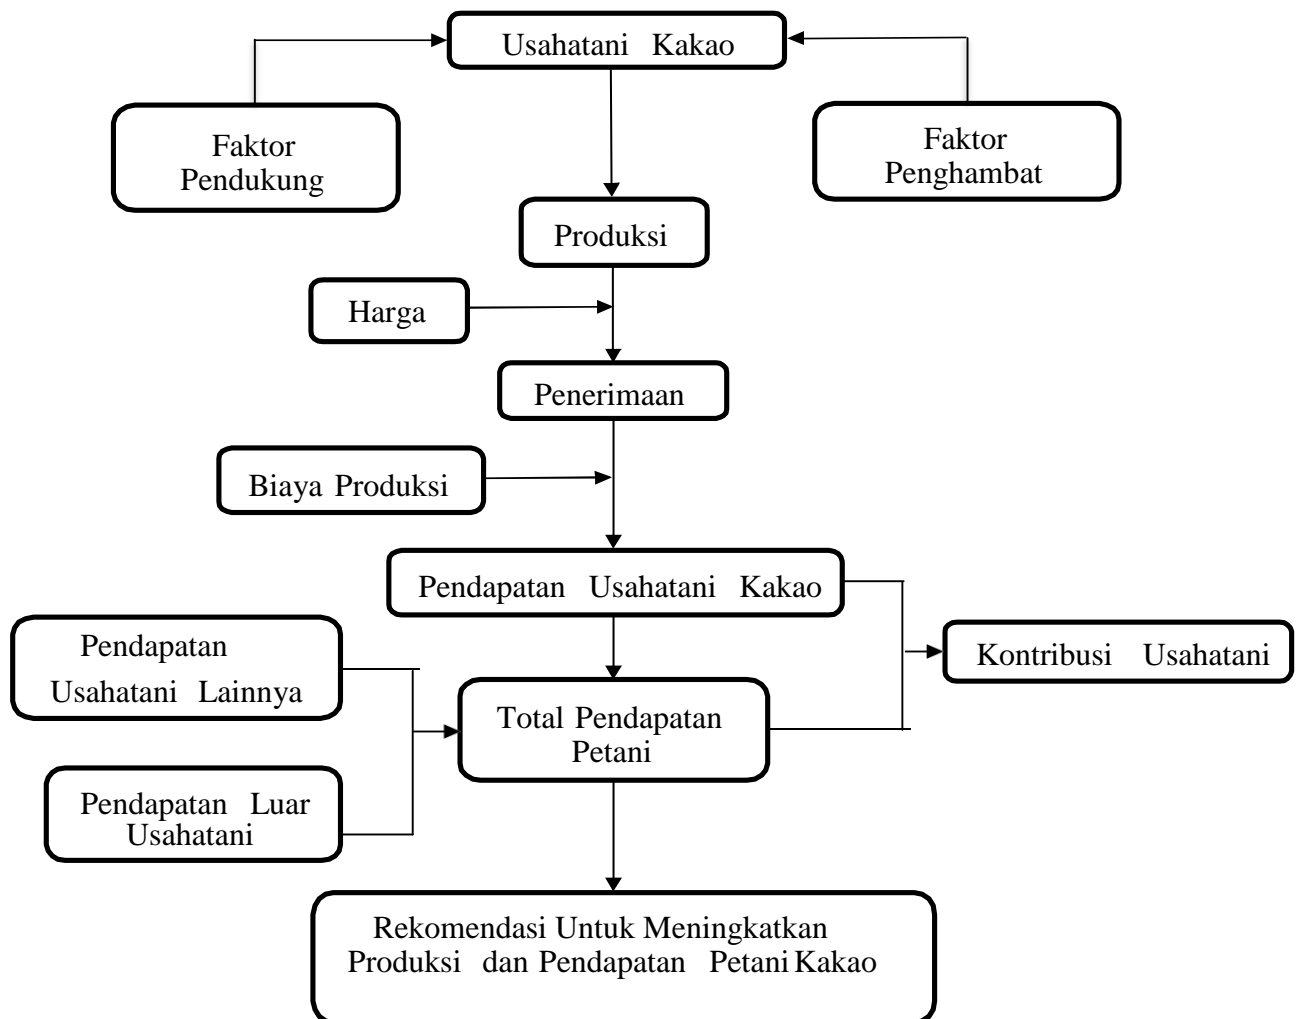 Usahatani Kakao
Faktor
Pendukung
Faktor
Penghambat
Produksi
Harga
Penerimaan
Biaya Produksi
Pendapatan Usahatani Kakao
Pendapatan
Usahatani Lainnya
Kontribusi Usahatani
Total Pendapatan
Petani
Pendapatan Luar
Usahatani
Rekomendasi Untuk Meningkatkan
Produksi dan Pendapatan Petani Kakao